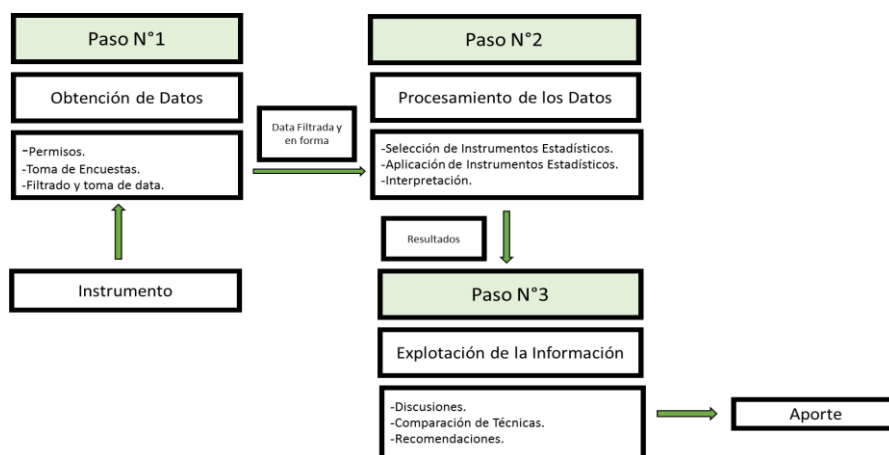 Paso N°1
Obtención de Datos
-Permisos.
-Toma de Encuestas.
-Filtrado y toma de data.
Instrumento
Data Filtrada y
en forma
Paso N°2
Procesamiento de los Datos
-Selección de Instrumentos Estadísticos.
-Aplicación de Instrumentos Estadísticos.
-Interpretación.
Resultados
Paso N°3
Explotación de la Información
-Discusiones.
-Comparación de Técnicas.
-Recomendaciones.
Aporte